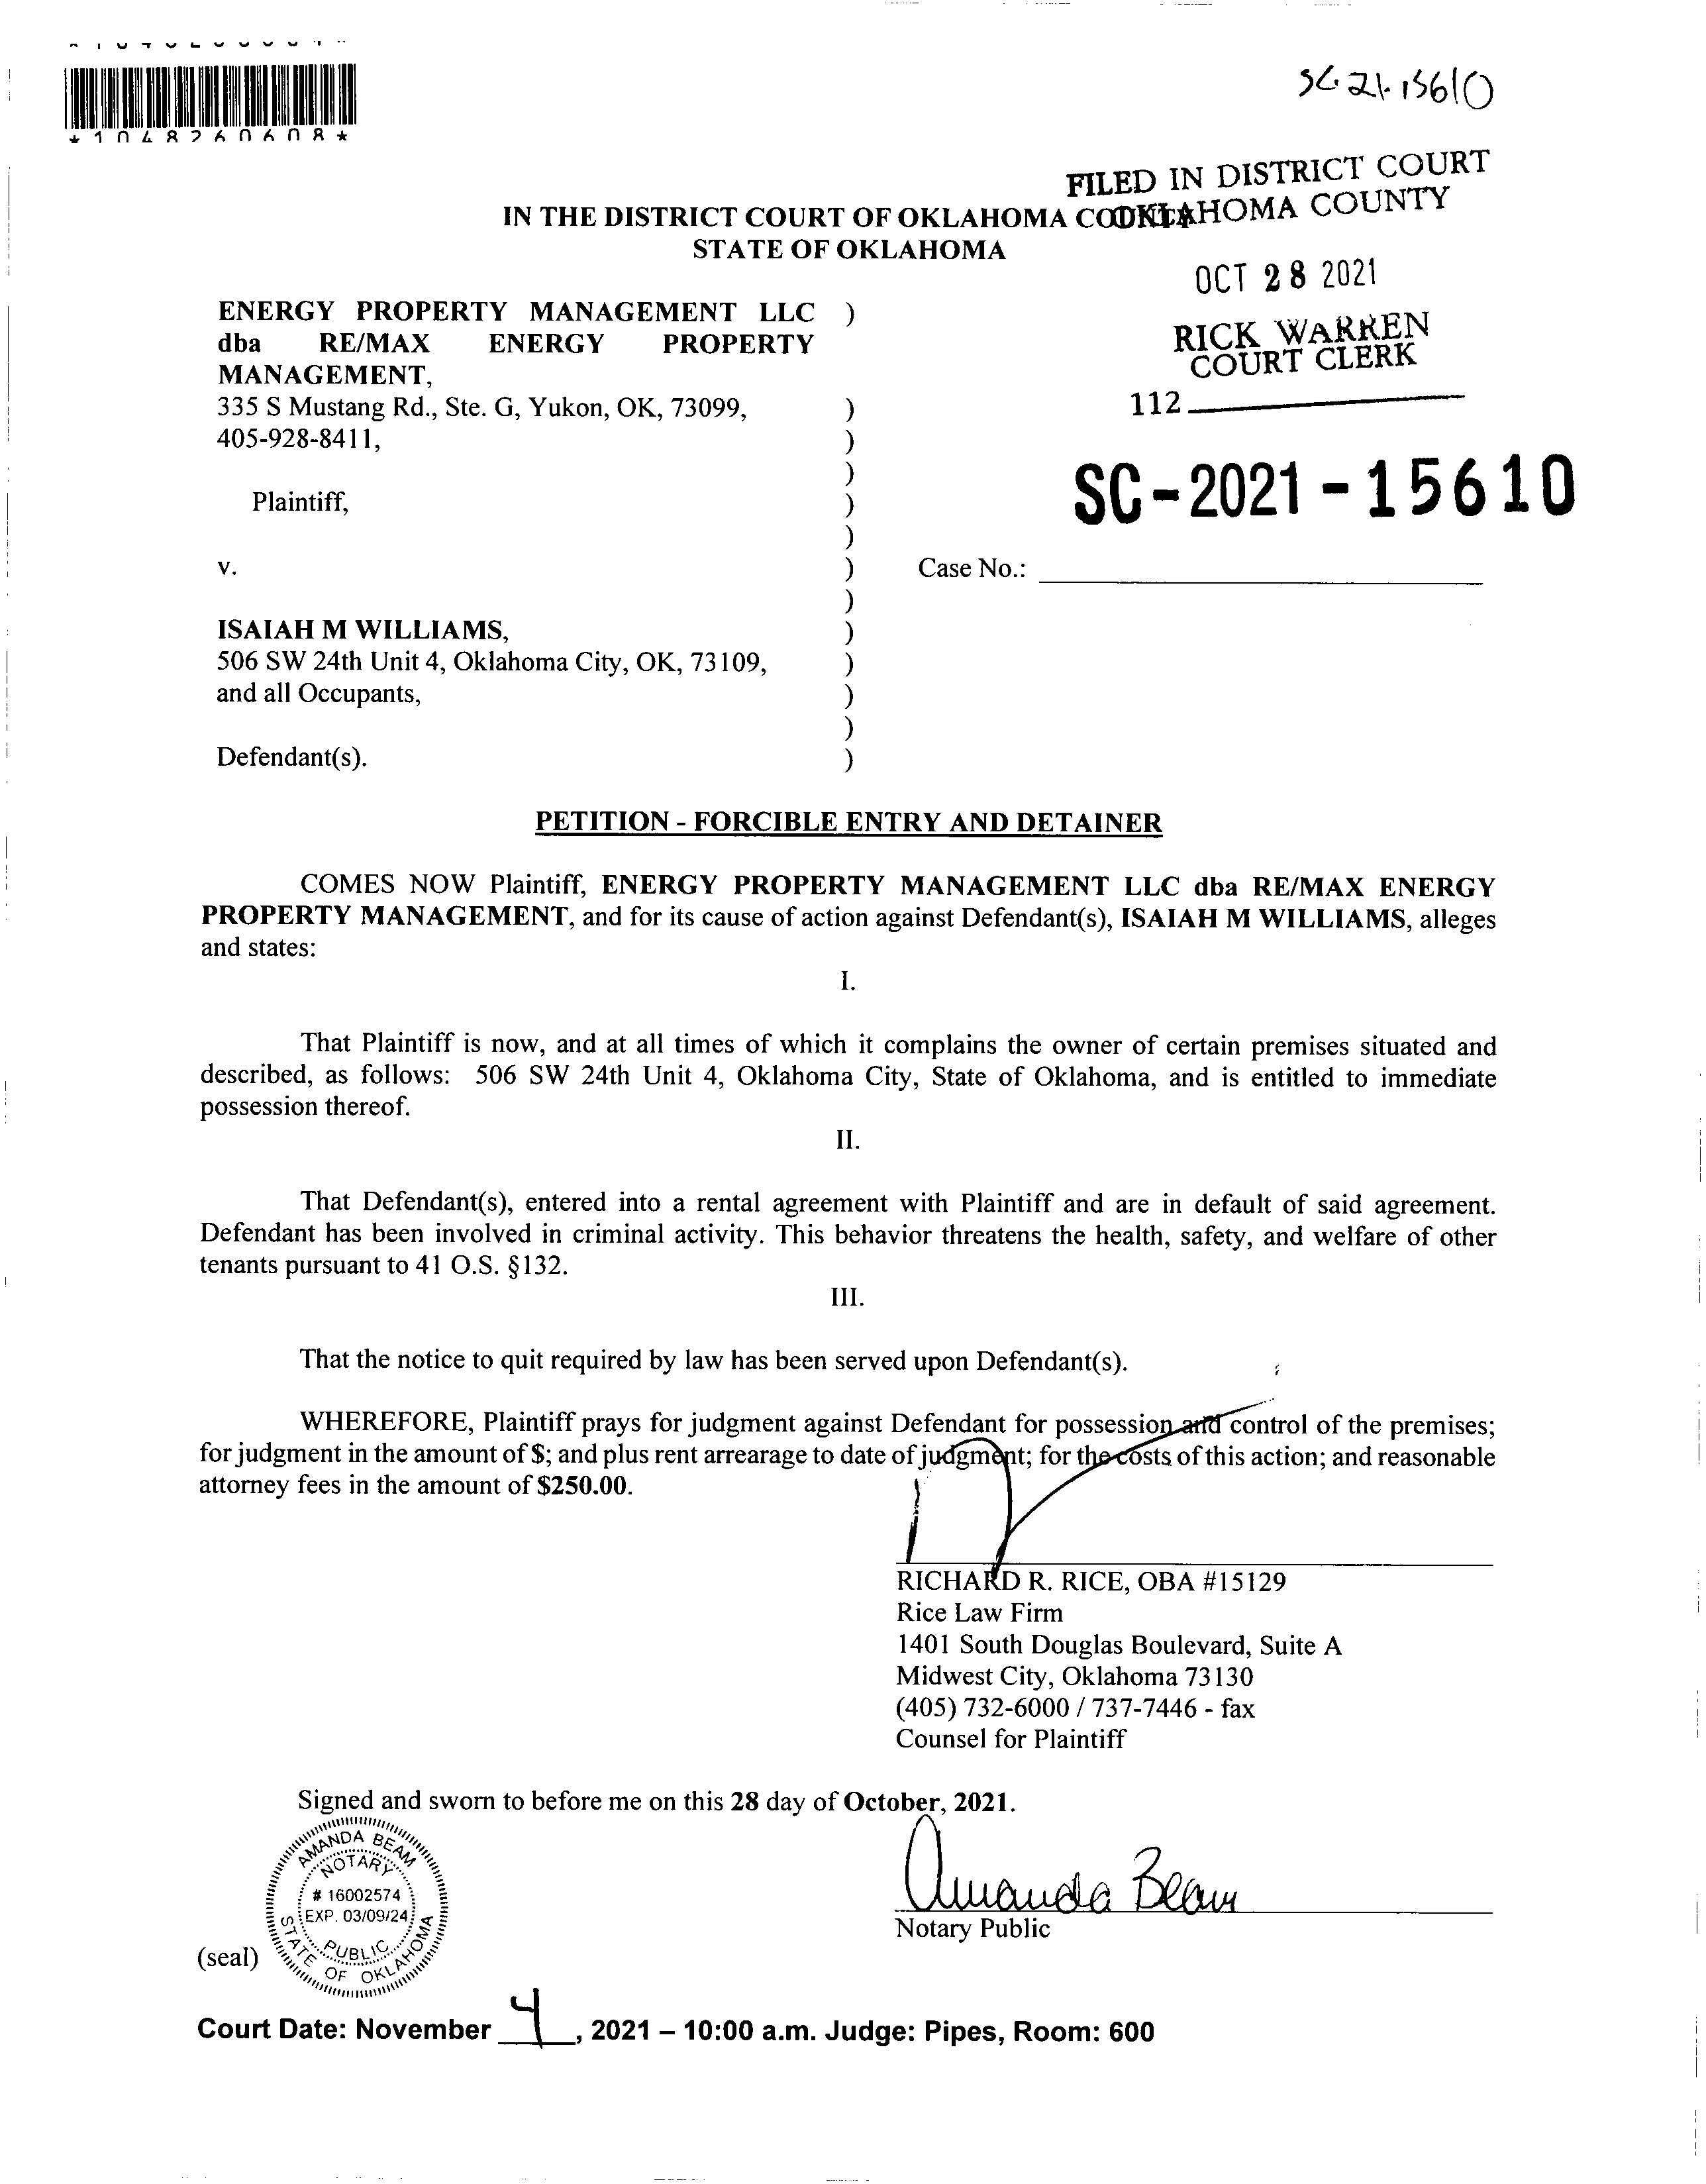 *1048260608*
SC-21-15610
FILED IN DISTRICT COURT
OKLAHOMA COUNTY
IN THE DISTRICT COURT OF OKLAHOMA
STATE OF OKLAHOMA
OCT 28 2021
RICK WARREN
COURT CLERK
112
SC-2021-15610
ENERGY PROPERTY MANAGEMENT LLC )
dba RE/MAX ENERGY PROPERTY
MANAGEMENT,
335 S Mustang Rd., Ste. G, Yukon, OK, 73099, )
405-928-8411, )
)
Plaintiff, )
)
v. ) Case No.:
)
ISAIAH M WILLIAMS, )
506 SW 24th Unit 4, Oklahoma City, OK, 73109, )
and all Occupants, )
)
Defendant(s). )
PETITION - FORCIBLE ENTRY AND DETAINER
COMES NOW Plaintiff, ENERGY PROPERTY MANAGEMENT LLC dba RE/MAX ENERGY
PROPERTY MANAGEMENT, and for its cause of action against Defendant(s), ISAIAH M WILLIAMS, alleges
and states:
I.
That Plaintiff is now, and at all times of which it complains the owner of certain premises situated and
described, as follows: 506 SW 24th Unit 4, Oklahoma City, State of Oklahoma, and is entitled to immediate
possession thereof.
II.
That Defendant(s), entered into a rental agreement with Plaintiff and are in default of said agreement.
Defendant has been involved in criminal activity. This behavior threatens the health, safety, and welfare of other
tenants pursuant to 41 O.S. §132.
III.
That the notice to quit required by law has been served upon Defendant(s).
WHEREFORE, Plaintiff prays for judgment against Defendant for possession and control of the premises;
for judgment in the amount of $; and plus rent arrearage to date of judgment; for the costs of this action; and reasonable
attorney fees in the amount of $250.00.
RICHARD R. RICE, OBA #15129
Rice Law Firm
1401 South Douglas Boulevard, Suite A
Midwest City, Oklahoma 73130
(405) 732-6000 / 737-7446 - fax
Counsel for Plaintiff
Signed and sworn to before me on this 28 day of October, 2021.
AMANDA BEAM
NOTARY
# 16002574
EXP. 03/09/24
PUBLIC
STATE OF OKLAHOMA
Amanda Beam
Notary Public
(seal)
Court Date: November 4, 2021 – 10:00 a.m. Judge: Pipes, Room: 600